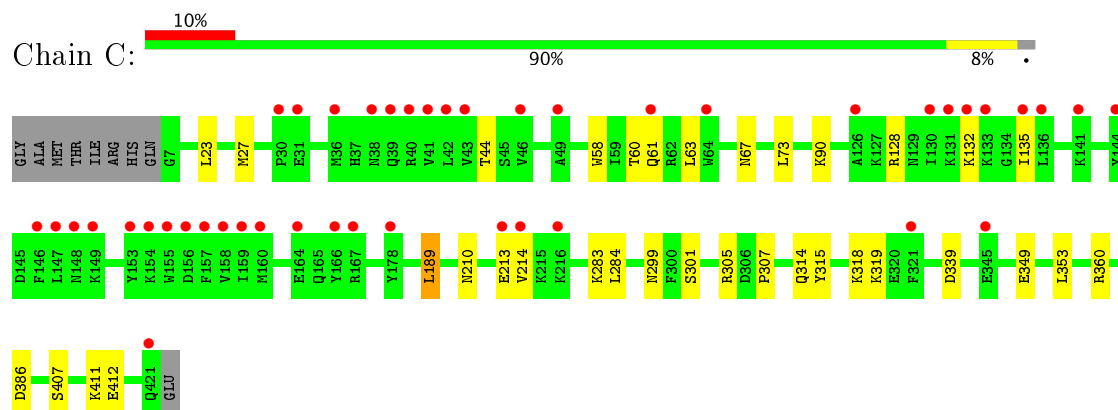 10%
Chain C:
90% 8% •
GLY ALA MET THR ILE ARG HIS GLN G7 L23 M27 P30 E31 M36 H37 N38 Q39 R40 V41 L42 V43 T44 S45 V46 A49 W58 I59 T60 Q61 R62 L63 W64 N67 L73 K90 A126 K127 R128 N129 I130 K131 K132 K133 G134 I135 L136 K141 Y144
D145 F146 L147 N148 K149 Y153 K154 W155 D156 F157 V158 I159 M160 E164 Q165 Y166 R167 Y178 L189 N210 E213 V214 K215 K216 K283 L284 N299 F300 S301 R305 D306 P307 Q314 Y315 K318 K319 E320 F321 D339 E345 E349 L353 R360
D386 S407 K411 E412 Q421 GLU